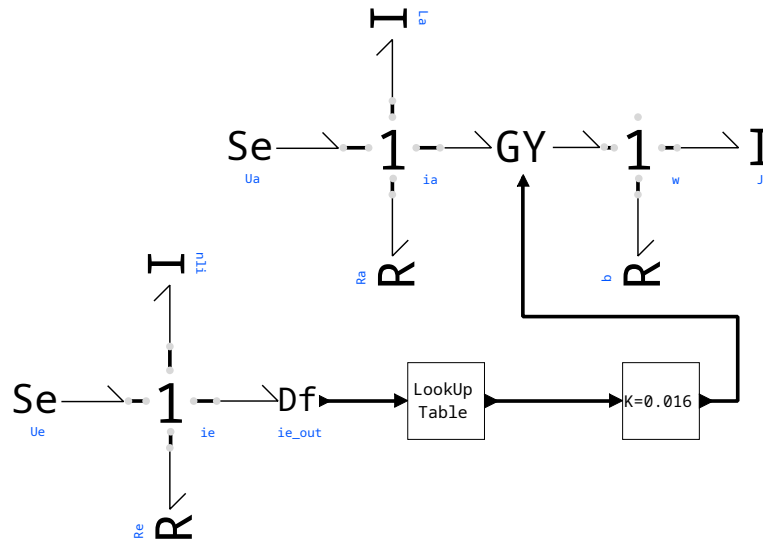 I
La
Se
1
GY
1
I
Ua
ia
w
J
R
Ra
R
b
I
nli
Se
1
Df
LookUp
Table
K=0.016
Ue
ie
ie_out
R
Re